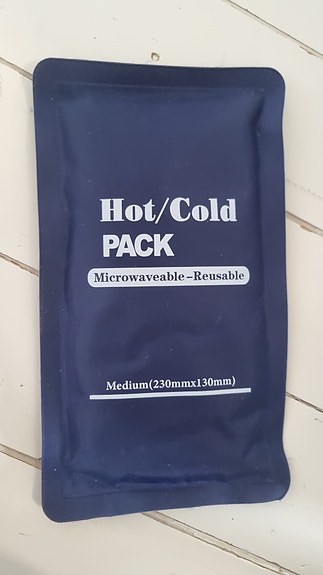 Hot/Cold
PACK
Microwaveable-Reusable
Medium(230mmx130mm)